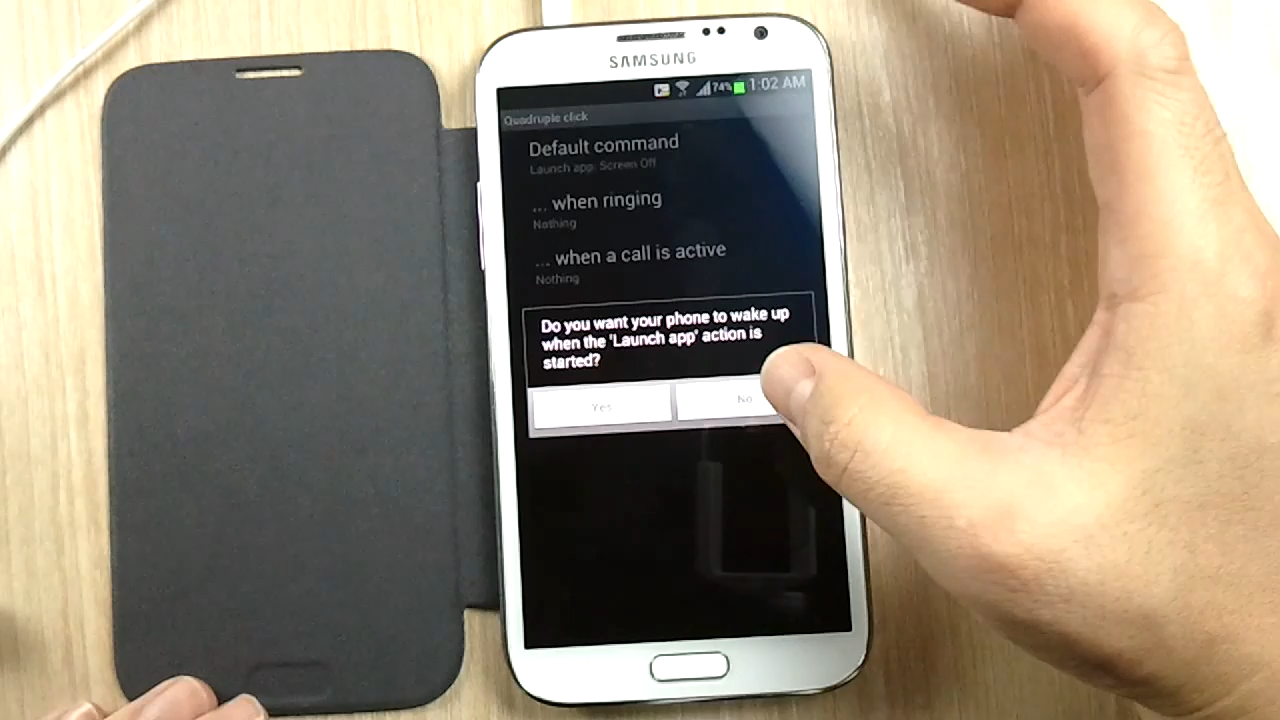 SAMSUNG
74% 1:02 AM
Quadruple click
Default command
Launch app: Screen Off
... when ringing
Nothing
... when a call is active
Nothing
Do you want your phone to wake up
when the 'Launch app' action is
started?
Yes No